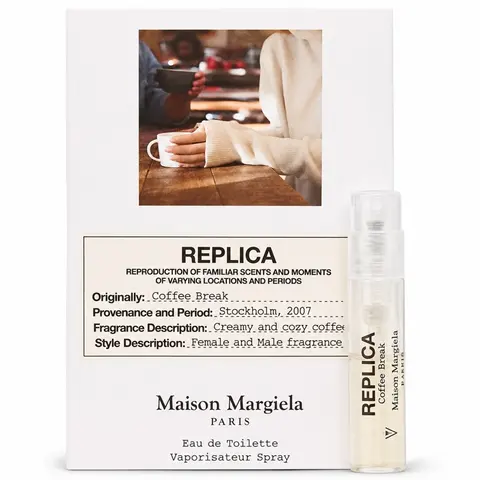 REPLICA
REPRODUCTION OF FAMILIAR SCENTS AND MOMENTS
OF VARYING LOCATIONS AND PERIODS
Originally: Coffee Break
Provenance and Period: Stockholm, 2007
Fragrance Description: Creamy and cozy coffee
Style Description: Female and Male fragrance
Maison Margiela
PARIS
Eau de Toilette
Vaporisateur Spray
REPLICA
Coffee Break
Maison Margiela
PARIS